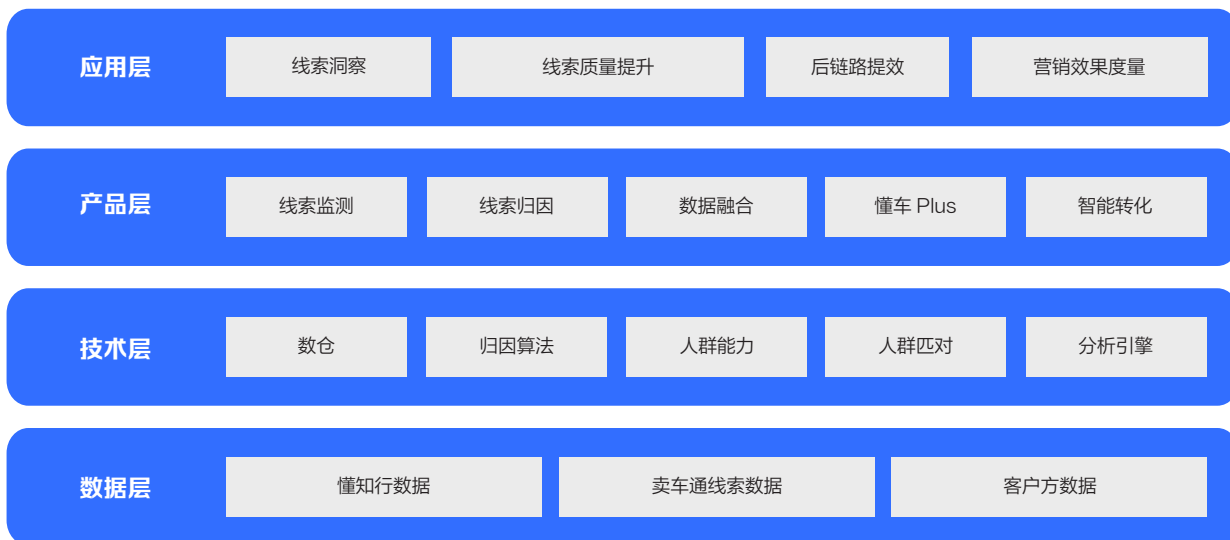 应用层
线索洞察
线索质量提升
后链路提效
营销效果度量
产品层
线索监测
线索归因
数据融合
懂车 Plus
智能转化
技术层
数仓
归因算法
人群能力
人群匹对
分析引擎
数据层
懂知行数据
卖车通线索数据
客户方数据